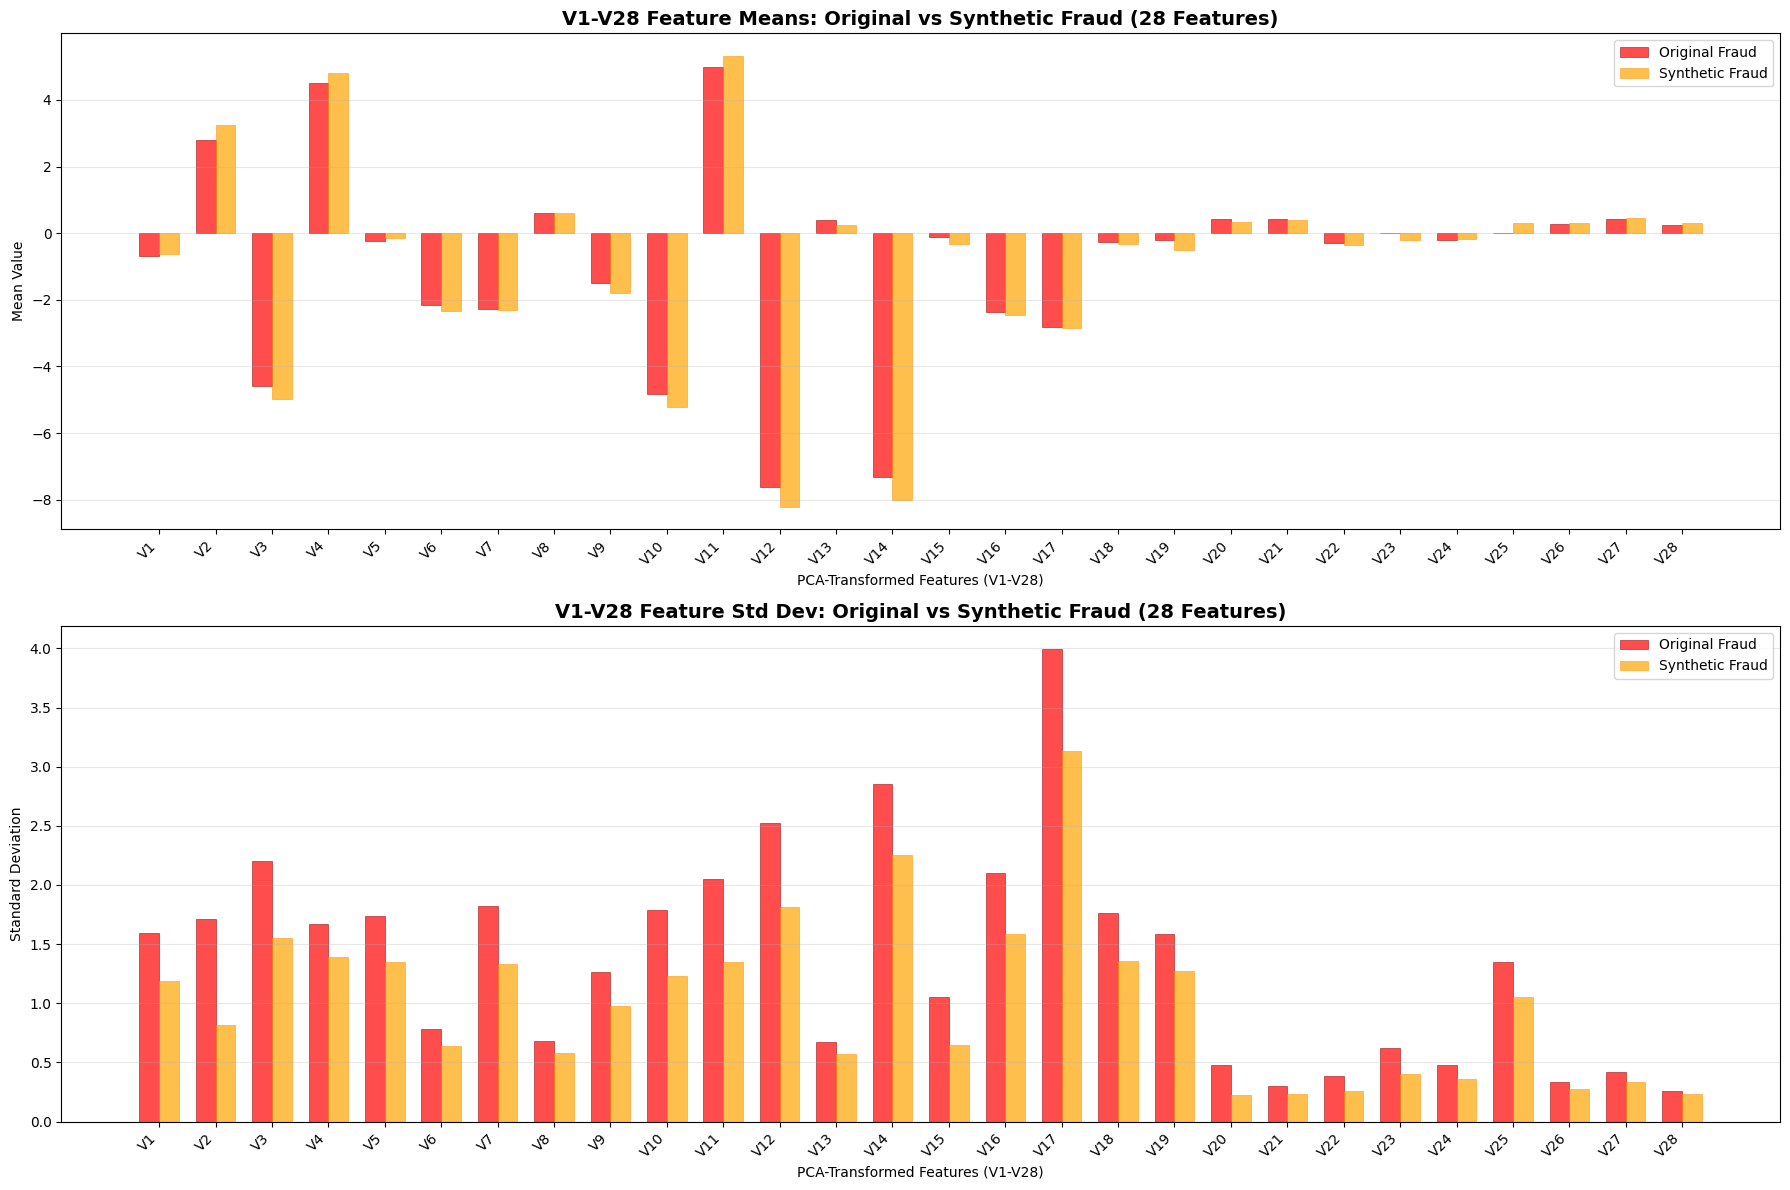 V1-V28 Feature Means: Original vs Synthetic Fraud (28 Features)
Original Fraud
Synthetic Fraud
Mean Value
4
2
0
−2
−4
−6
−8
V1 V2 V3 V4 V5 V6 V7 V8 V9 V10 V11 V12 V13 V14 V15 V16 V17 V18 V19 V20 V21 V22 V23 V24 V25 V26 V27 V28
PCA-Transformed Features (V1-V28)
V1-V28 Feature Std Dev: Original vs Synthetic Fraud (28 Features)
Original Fraud
Synthetic Fraud
Standard Deviation
4.0
3.5
3.0
2.5
2.0
1.5
1.0
0.5
0.0
V1 V2 V3 V4 V5 V6 V7 V8 V9 V10 V11 V12 V13 V14 V15 V16 V17 V18 V19 V20 V21 V22 V23 V24 V25 V26 V27 V28
PCA-Transformed Features (V1-V28)